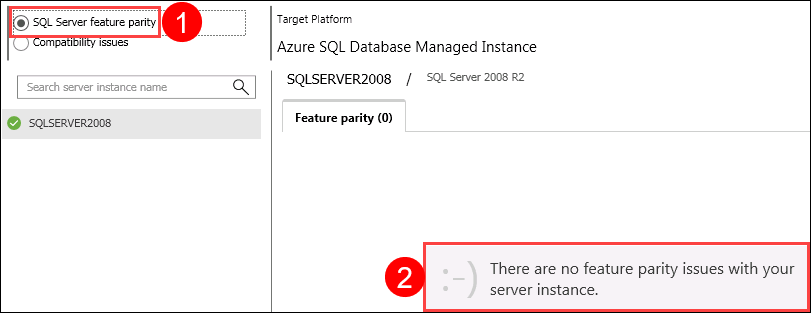 SQL Server feature parity
1
Compatibility issues
Search server instance name
SQLSERVER2008
Target Platform
Azure SQL Database Managed Instance
SQLSERVER2008 / SQL Server 2008 R2
Feature parity (0)
2
:-)
There are no feature parity issues with your
server instance.